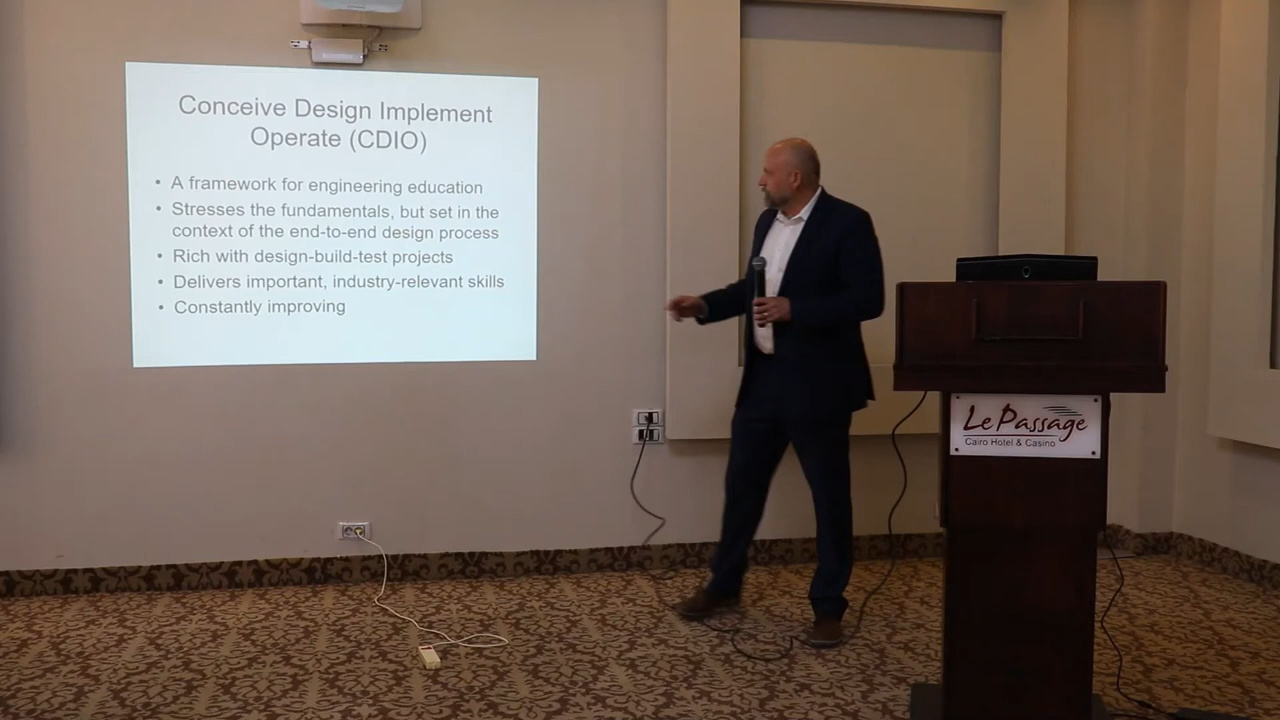 Conceive Design Implement
Operate (CDIO)
• A framework for engineering education
• Stresses the fundamentals, but set in the
context of the end-to-end design process
• Rich with design-build-test projects
• Delivers important, industry-relevant skills
• Constantly improving
Le Passage
Cairo Hotel & Casino